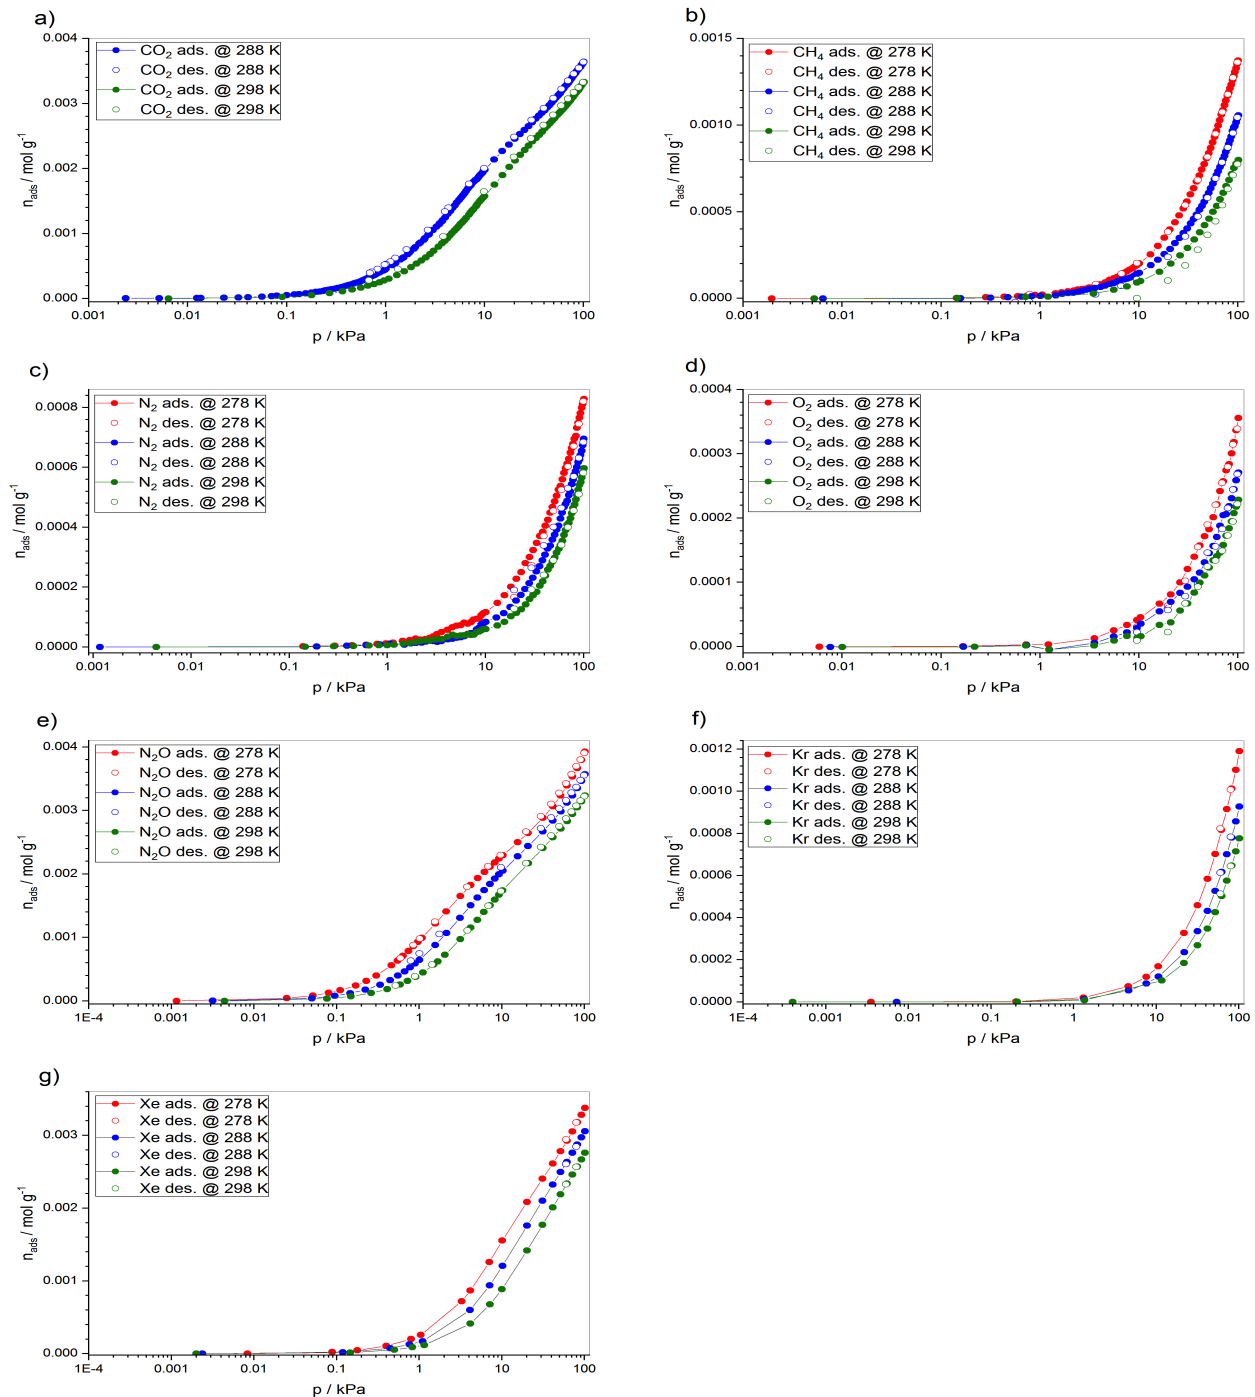 a)
CO₂ ads. @ 288 K
CO₂ des. @ 288 K
CO₂ ads. @ 298 K
CO₂ des. @ 298 K
0.004
0.003
0.002
0.001
0.000
nads / mol g⁻¹
0.001 0.01 0.1 1 10 100
p / kPa
b)
CH₄ ads. @ 278 K
CH₄ des. @ 278 K
CH₄ ads. @ 288 K
CH₄ des. @ 288 K
CH₄ ads. @ 298 K
CH₄ des. @ 298 K
0.0015
0.0010
0.0005
0.0000
nads / mol g⁻¹
0.001 0.01 0.1 1 10 100
p / kPa
c)
N₂ ads. @ 278 K
N₂ des. @ 278 K
N₂ ads. @ 288 K
N₂ des. @ 288 K
N₂ ads. @ 298 K
N₂ des. @ 298 K
0.0008
0.0006
0.0004
0.0002
0.0000
nads / mol g⁻¹
0.001 0.01 0.1 1 10 100
p / kPa
d)
O₂ ads. @ 278 K
O₂ des. @ 278 K
O₂ ads. @ 288 K
O₂ des. @ 288 K
O₂ ads. @ 298 K
O₂ des. @ 298 K
0.0004
0.0003
0.0002
0.0001
0.0000
nads / mol g⁻¹
0.001 0.01 0.1 1 10 100
p / kPa
e)
N₂O ads. @ 278 K
N₂O des. @ 278 K
N₂O ads. @ 288 K
N₂O des. @ 288 K
N₂O ads. @ 298 K
N₂O des. @ 298 K
0.004
0.003
0.002
0.001
0.000
nads / mol g⁻¹
1E−4 0.001 0.01 0.1 1 10 100
p / kPa
f)
Kr ads. @ 278 K
Kr des. @ 278 K
Kr ads. @ 288 K
Kr des. @ 288 K
Kr ads. @ 298 K
Kr des. @ 298 K
0.0012
0.0010
0.0008
0.0006
0.0004
0.0002
0.0000
nads / mol g⁻¹
1E−4 0.001 0.01 0.1 1 10 100
p / kPa
g)
Xe ads. @ 278 K
Xe des. @ 278 K
Xe ads. @ 288 K
Xe des. @ 288 K
Xe ads. @ 298 K
Xe des. @ 298 K
0.003
0.002
0.001
0.000
nads / mol g⁻¹
1E−4 0.001 0.01 0.1 1 10 100
p / kPa